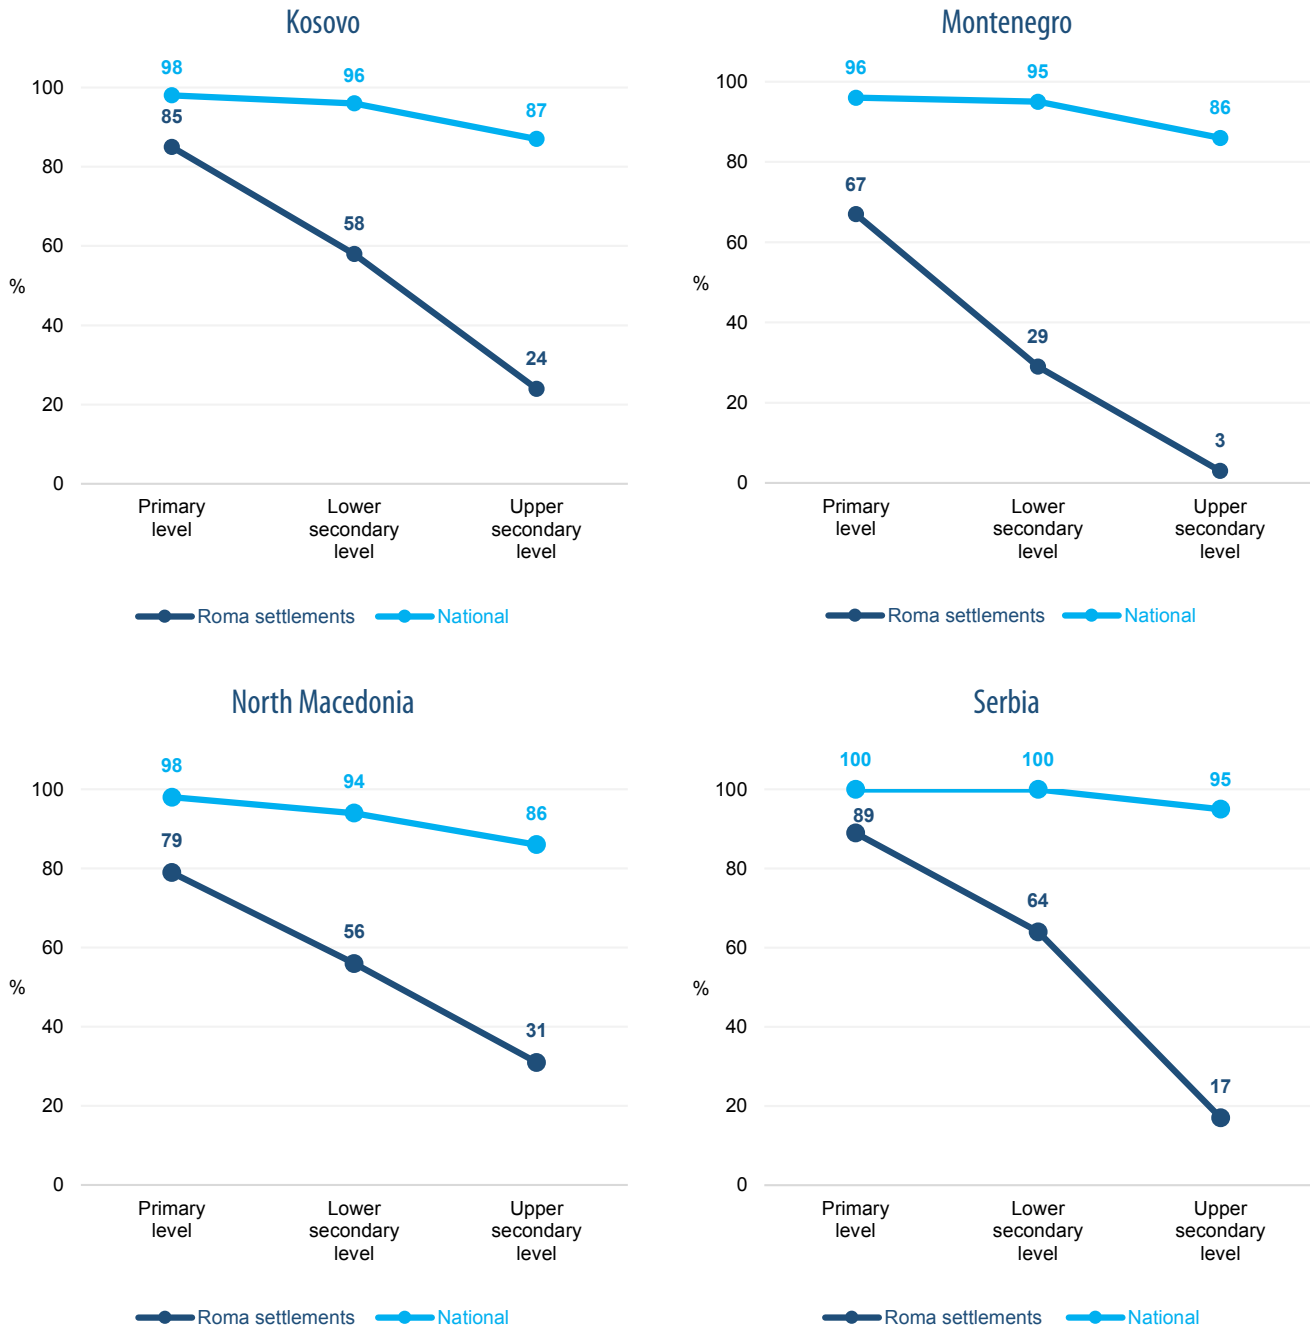 Kosovo
100
80
60
40
20
0
%
98
96
87
85
58
24
Primary
level
Lower
secondary
level
Upper
secondary
level
Roma settlements
National
Montenegro
100
80
60
40
20
0
%
96
95
86
67
29
3
Primary
level
Lower
secondary
level
Upper
secondary
level
Roma settlements
National
North Macedonia
100
80
60
40
20
0
%
98
94
86
79
56
31
Primary
level
Lower
secondary
level
Upper
secondary
level
Roma settlements
National
Serbia
100
80
60
40
20
0
%
100
100
95
89
64
17
Primary
level
Lower
secondary
level
Upper
secondary
level
Roma settlements
National